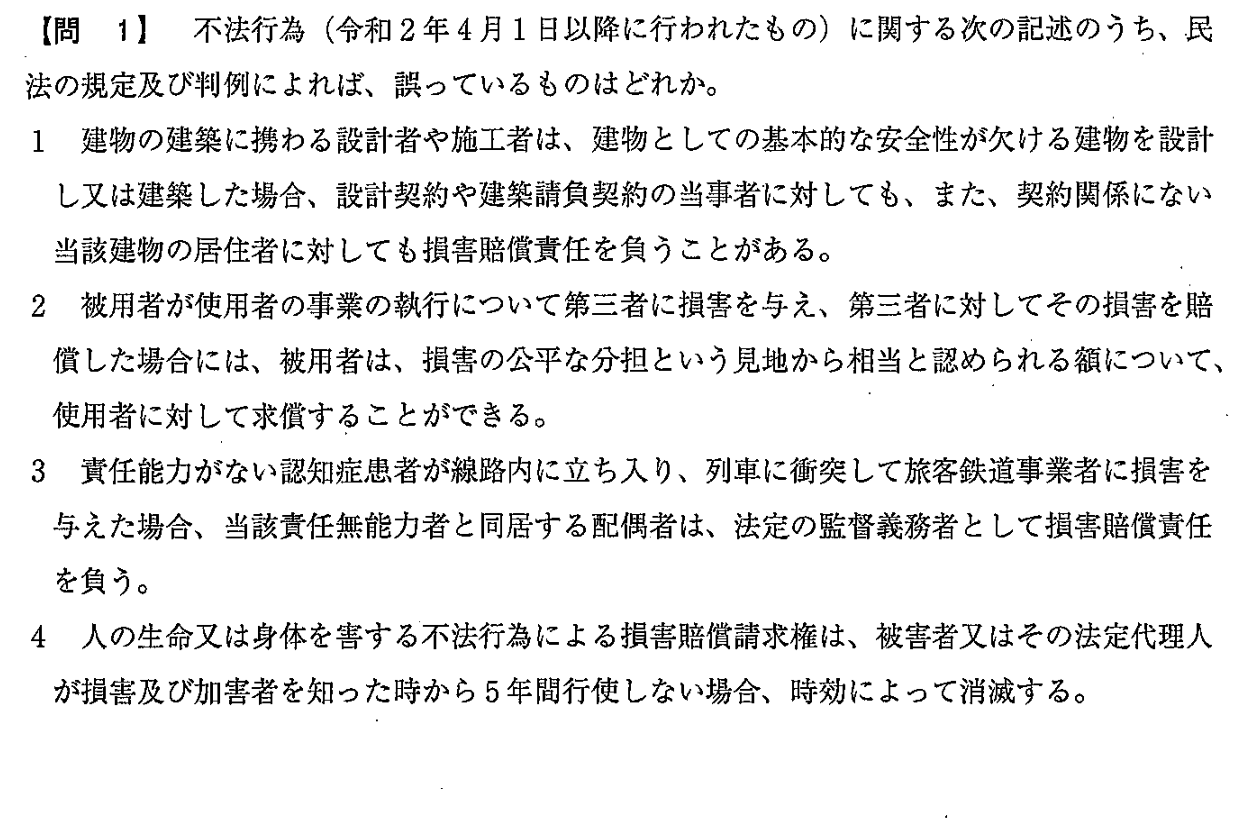 【問　1】　不法行為（令和２年４月１日以降に行われたもの）に関する次の記述のうち、民
法の規定及び判例によれば、誤っているものはどれか。
1　建物の建築に携わる設計者や施工者は、建物としての基本的な安全性が欠ける建物を設計
し又は建築した場合、設計契約や建築請負契約の当事者に対しても、また、契約関係にない
当該建物の居住者に対しても損害賠償責任を負うことがある。
2　被用者が使用者の事業の執行について第三者に損害を与え、第三者に対してその損害を賠
償した場合には、被用者は、損害の公平な分担という見地から相当と認められる額について、
使用者に対して求償することができる。
3　責任能力がない認知症患者が線路内に立ち入り、列車に衝突して旅客鉄道事業者に損害を
与えた場合、当該責任無能力者と同居する配偶者は、法定の監督義務者として損害賠償責任
を負う。
4　人の生命又は身体を害する不法行為による損害賠償請求権は、被害者又はその法定代理人
が損害及び加害者を知った時から５年間行使しない場合、時効によって消滅する。